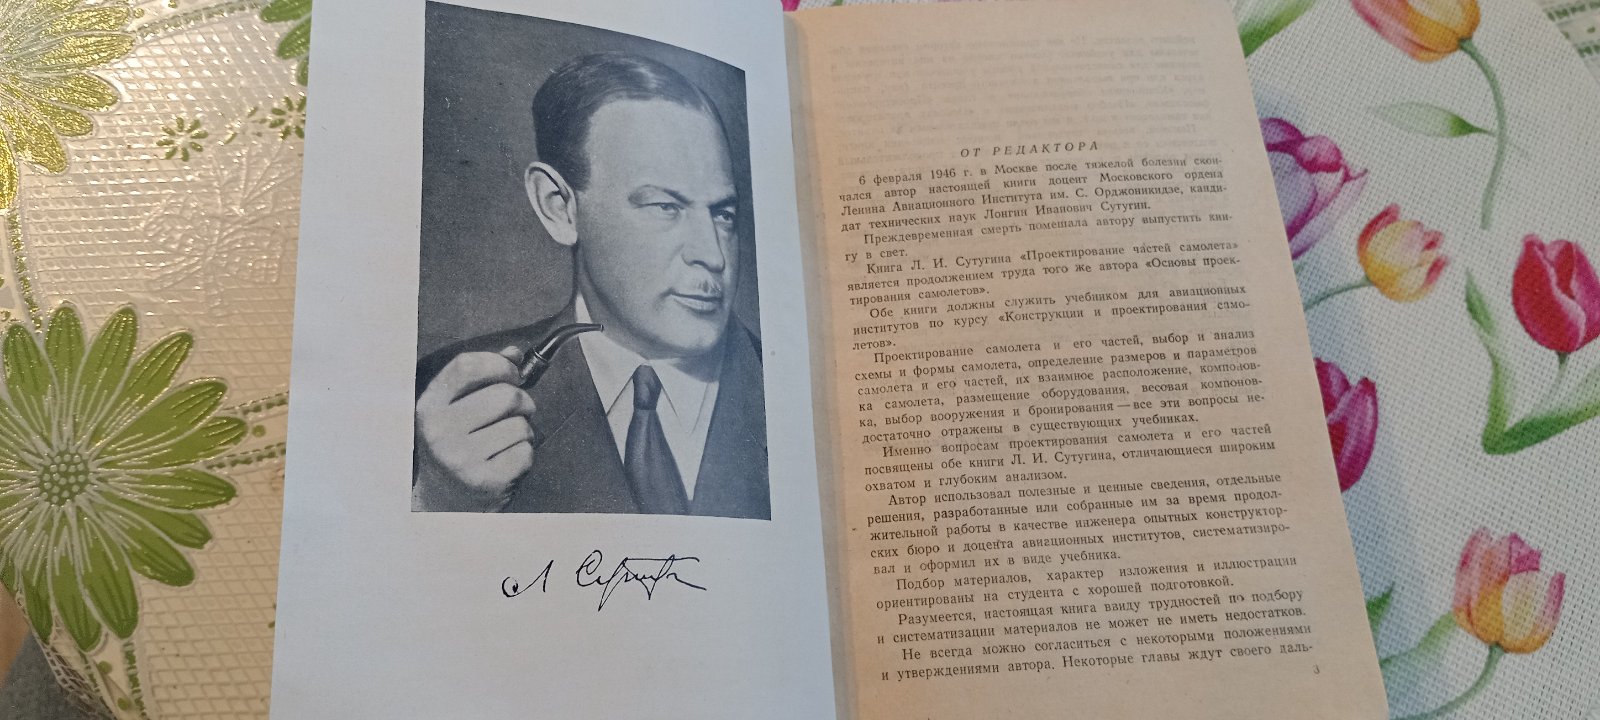 Л Сутугин
ОТ РЕДАКТОРА
6 февраля 1946 г. в Москве после тяжелой болезни скон-
чался автор настоящей книги доцент Московского ордена
Ленина Авиационного Института им. С. Орджоникидзе, канди-
дат технических наук Лонгин Иванович Сутугин.
Преждевременная смерть помешала автору выпустить кни-
гу в свет.
Книга Л. И. Сутугина «Проектирование частей самолета»
является продолжением труда того же автора «Основы проек-
тирования самолетов».
Обе книги должны служить учебником для авиационных
институтов по курсу «Конструкции и проектирования само-
летов».
Проектирование самолета и его частей, выбор и анализ
схемы и формы самолета, определение размеров и параметров
самолета и его частей, их взаимное расположение, компонов-
ка самолета, размещение оборудования, весовая компонов-
ка, выбор вооружения и бронирования — все эти вопросы не-
достаточно отражены в существующих учебниках.
Именно вопросам проектирования самолета и его частей
посвящены обе книги Л. И. Сутугина, отличающиеся широким
охватом и глубоким анализом.
Автор использовал полезные и ценные сведения, отдельные
решения, разработанные или собранные им за время продол-
жительной работы в качестве инженера опытных конструктор-
ских бюро и доцента авиационных институтов, систематизиро-
вал и оформил их в виде учебника.
Подбор материалов, характер изложения и иллюстрации
ориентированы на студента с хорошей подготовкой.
Разумеется, настоящая книга ввиду трудностей по подбору
и систематизации материалов не может не иметь недостатков.
Не всегда можно согласиться с некоторыми положениями
и утверждениями автора. Некоторые главы ждут своего даль-
3